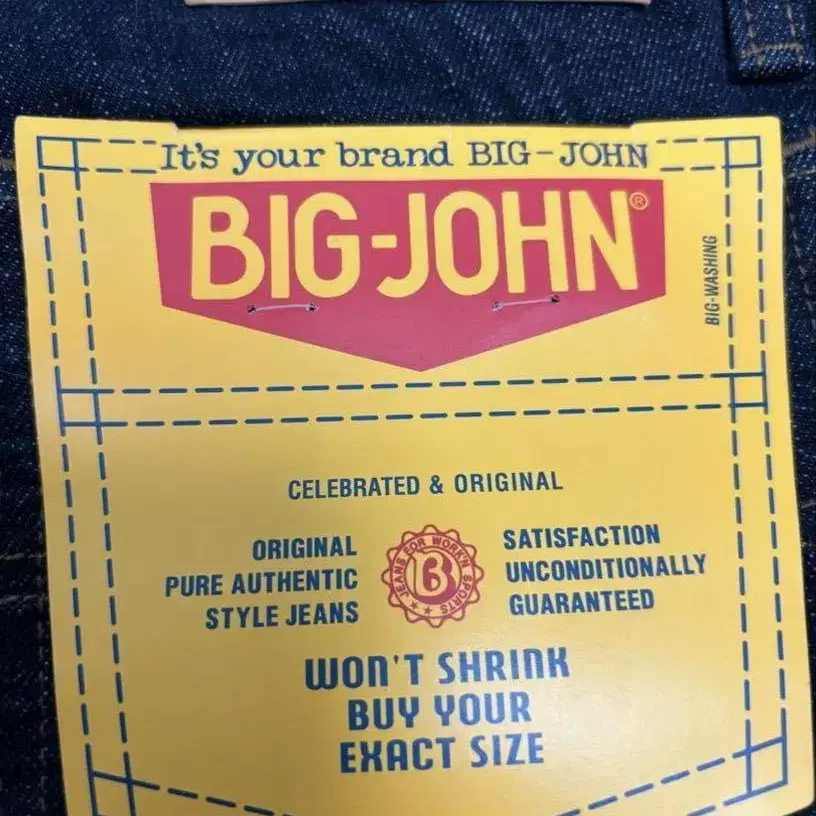 It's your brand BIG-JOHN
BIG-JOHN®
BIG-WASHING
CELEBRATED & ORIGINAL
ORIGINAL
PURE AUTHENTIC
STYLE JEANS
JEANS FOR WORK'N SPORTS
B
SATISFACTION
UNCONDITIONALLY
GUARANTEED
WON'T SHRINK
BUY YOUR
EXACT SIZE